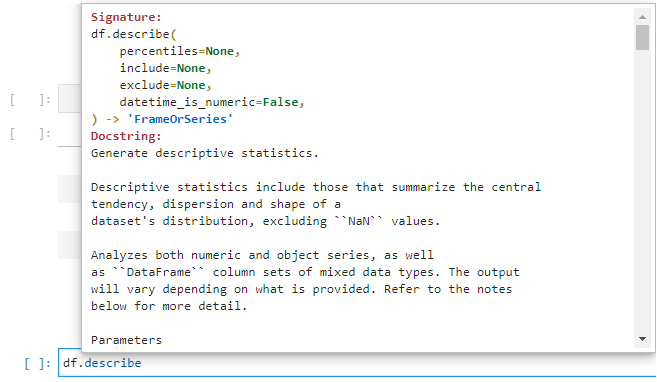 Signature:
df.describe(
    percentiles=None,
    include=None,
    exclude=None,
    datetime_is_numeric=False,
) -> 'FrameOrSeries'
Docstring:
Generate descriptive statistics.

Descriptive statistics include those that summarize the central
tendency, dispersion and shape of a
dataset's distribution, excluding ``NaN`` values.

Analyzes both numeric and object series, as well
as ``DataFrame`` column sets of mixed data types. The output
will vary depending on what is provided. Refer to the notes
below for more detail.

Parameters
[ ]:
[ ]:
[ ]: df.describe